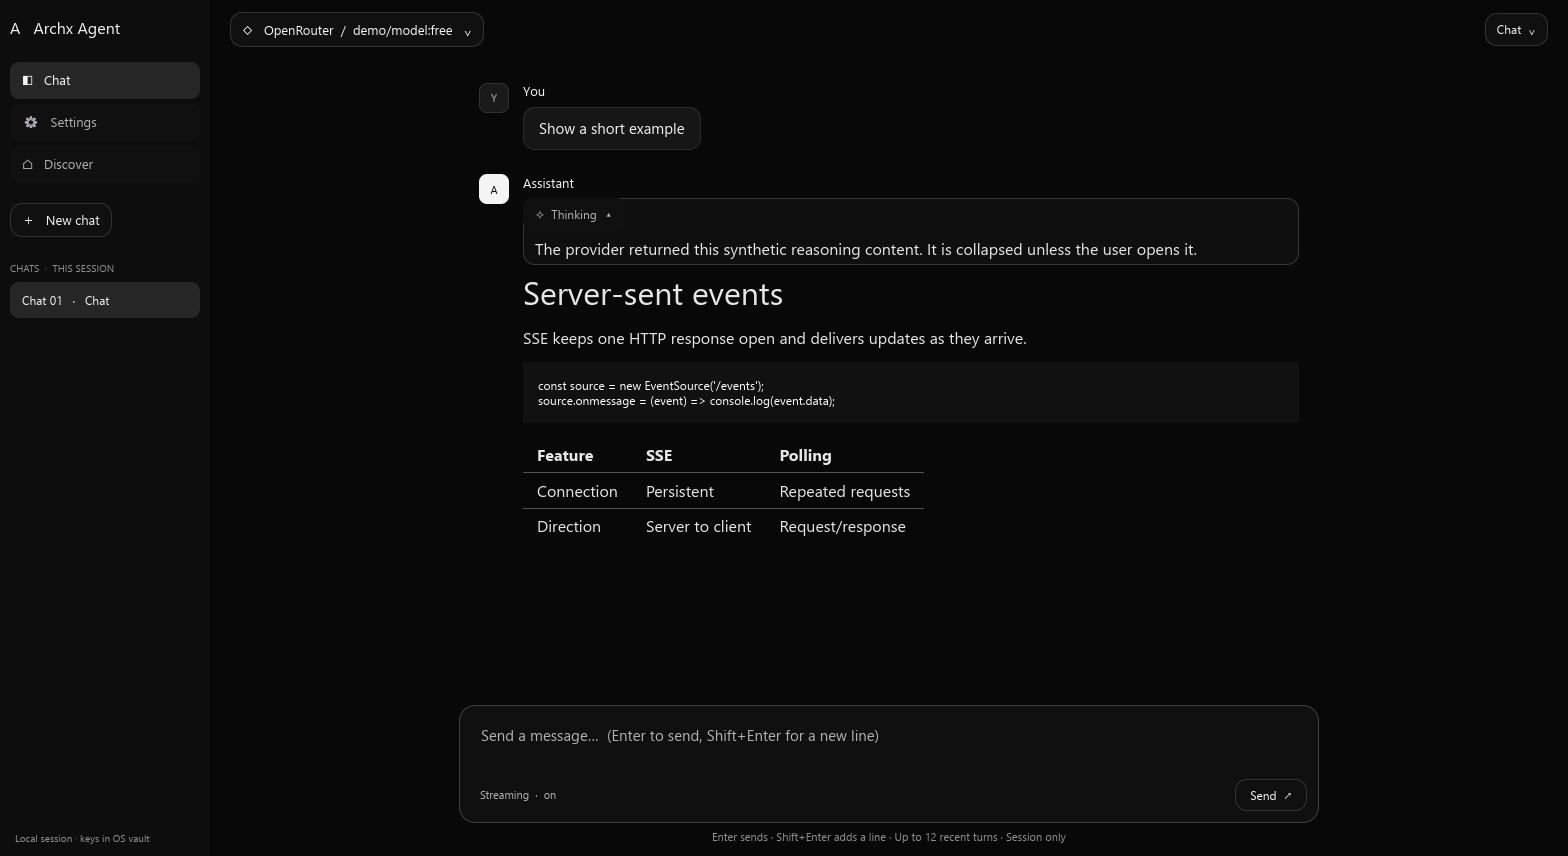 A Archx Agent
Chat
Settings
Discover
+ New chat
CHATS · THIS SESSION
Chat 01 · Chat
Local session · keys in OS vault
OpenRouter / demo/model:free
Chat
Y
You
Show a short example
A
Assistant
Thinking
The provider returned this synthetic reasoning content. It is collapsed unless the user opens it.
Server-sent events
SSE keeps one HTTP response open and delivers updates as they arrive.
const source = new EventSource('/events');
source.onmessage = (event) => console.log(event.data);
Feature SSE Polling
Connection Persistent Repeated requests
Direction Server to client Request/response
Send a message... (Enter to send, Shift+Enter for a new line)
Streaming · on
Send ↗
Enter sends · Shift+Enter adds a line · Up to 12 recent turns · Session only